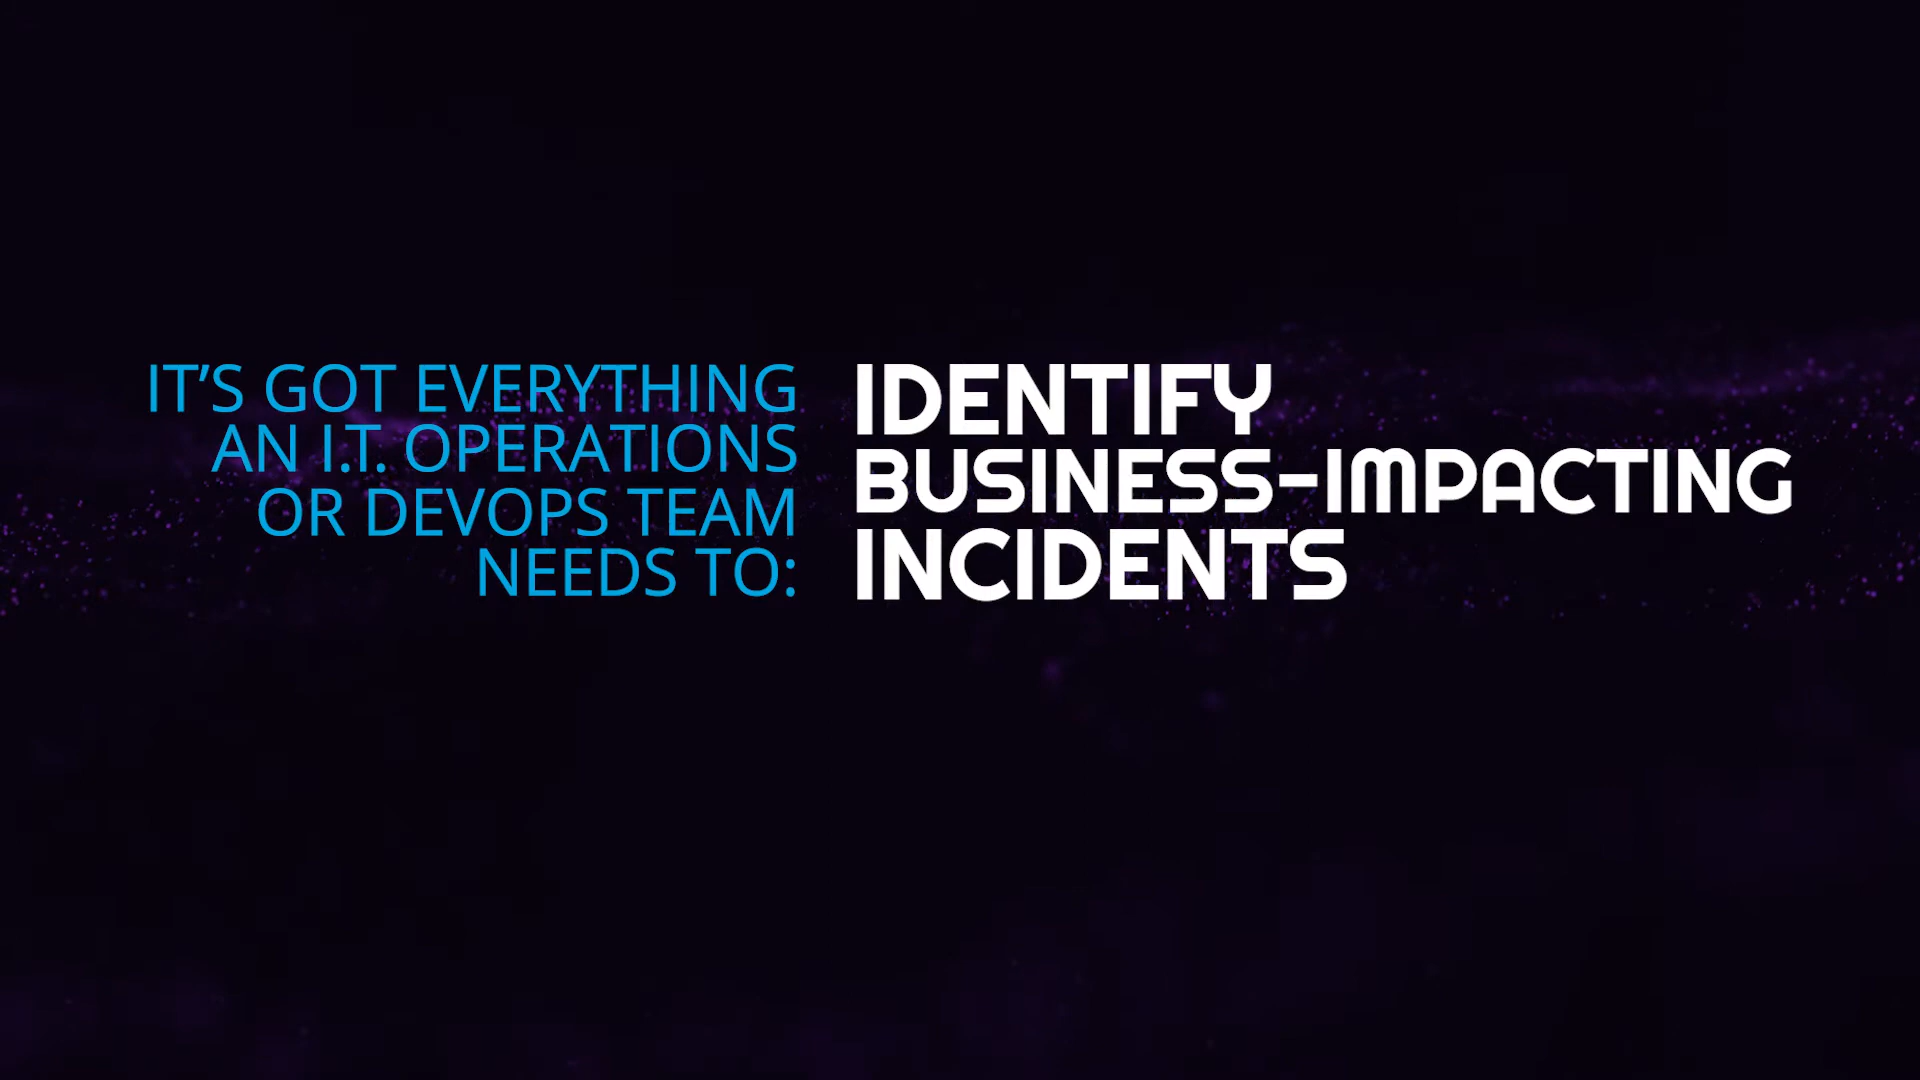 IT’S GOT EVERYTHING
AN I.T. OPERATIONS
OR DEVOPS TEAM
NEEDS TO:
IDENTIFY
BUSINESS-IMPACTING
INCIDENTS